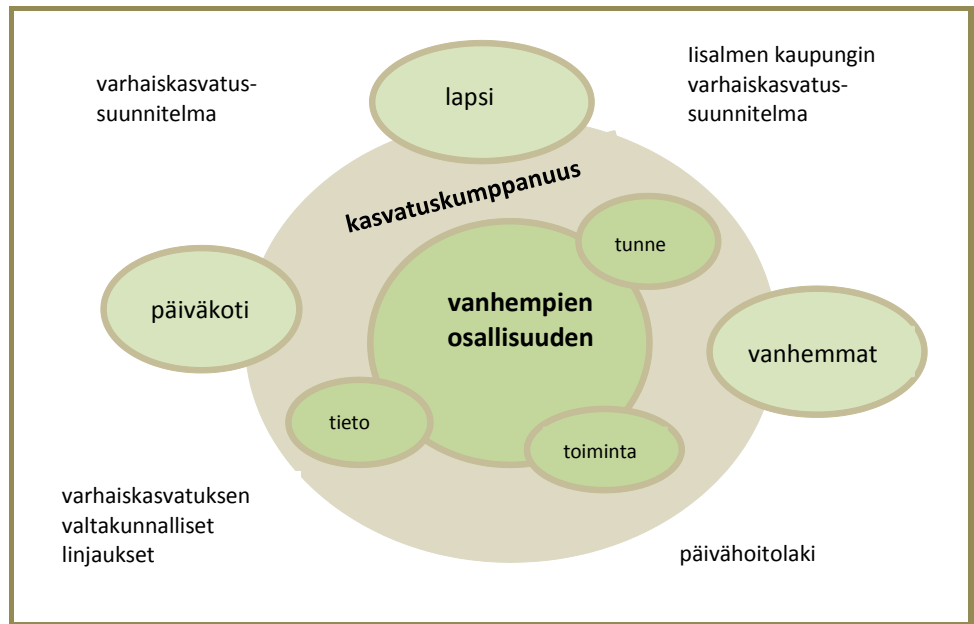 varhaiskasvatus-
suunnitelma
lapsi
Iisalmen kaupungin
varhaiskasvatus-
suunnitelma
kasvatuskumppanuus
tunne
päiväkoti
vanhempien
osallisuuden
vanhemmat
tieto
toiminta
varhaiskasvatuksen
valtakunnalliset
linjaukset
päivähoitolaki